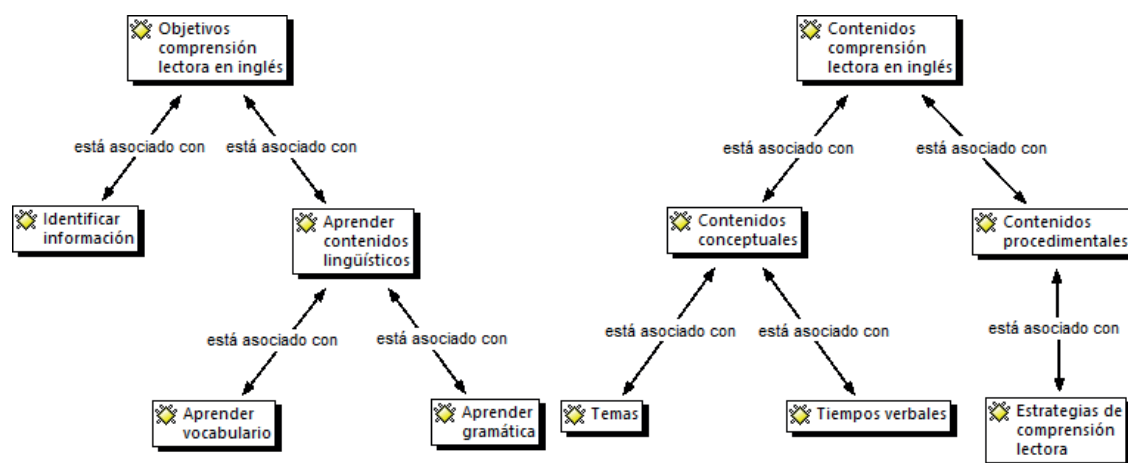 Objetivos
comprensión
lectora en inglés
Contenidos
comprensión
lectora en inglés
está asociado con
está asociado con
está asociado con
está asociado con
Identificar
información
Aprender
contenidos
lingüísticos
Contenidos
conceptuales
Contenidos
procedimentales
está asociado con
está asociado con
está asociado con
está asociado con
está asociado con
Aprender
vocabulario
Aprender
gramática
Temas
Tiempos verbales
Estrategias de
comprensión
lectora